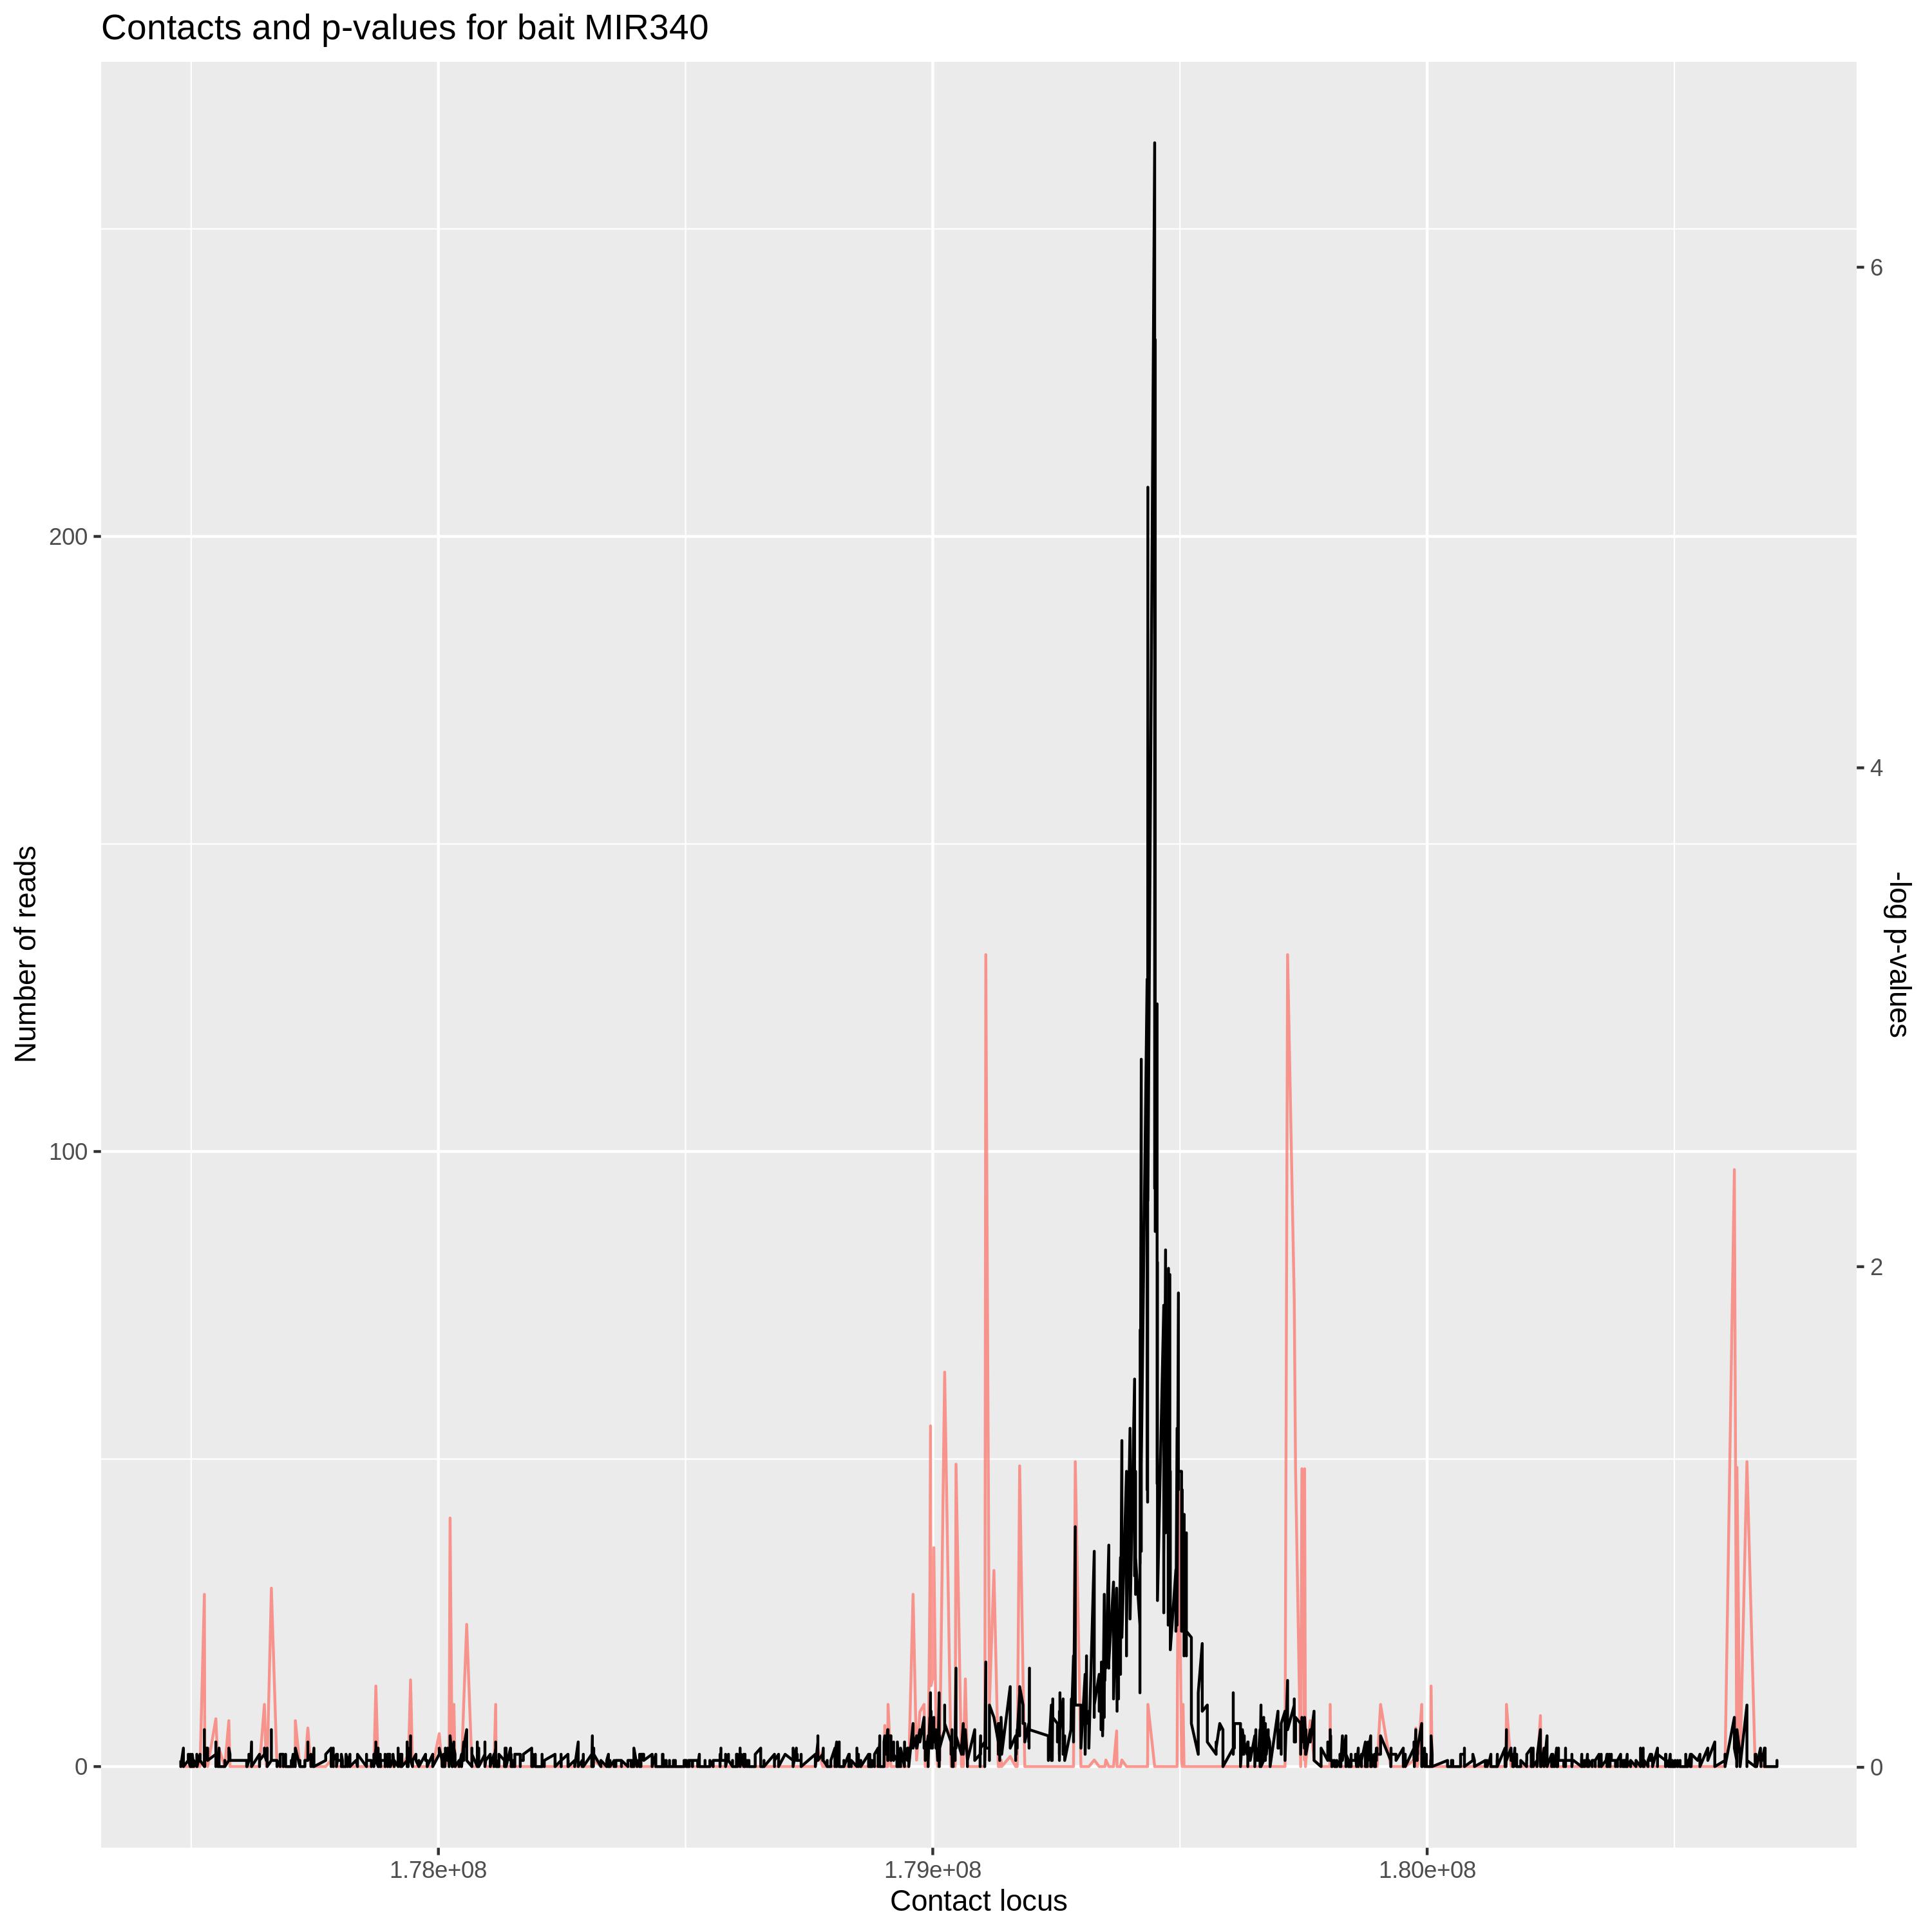 Contacts and p-values for bait MIR340
Number of reads
200
100
0
6
4
2
0
-log p-values
1.78e+08
1.79e+08
1.80e+08
Contact locus